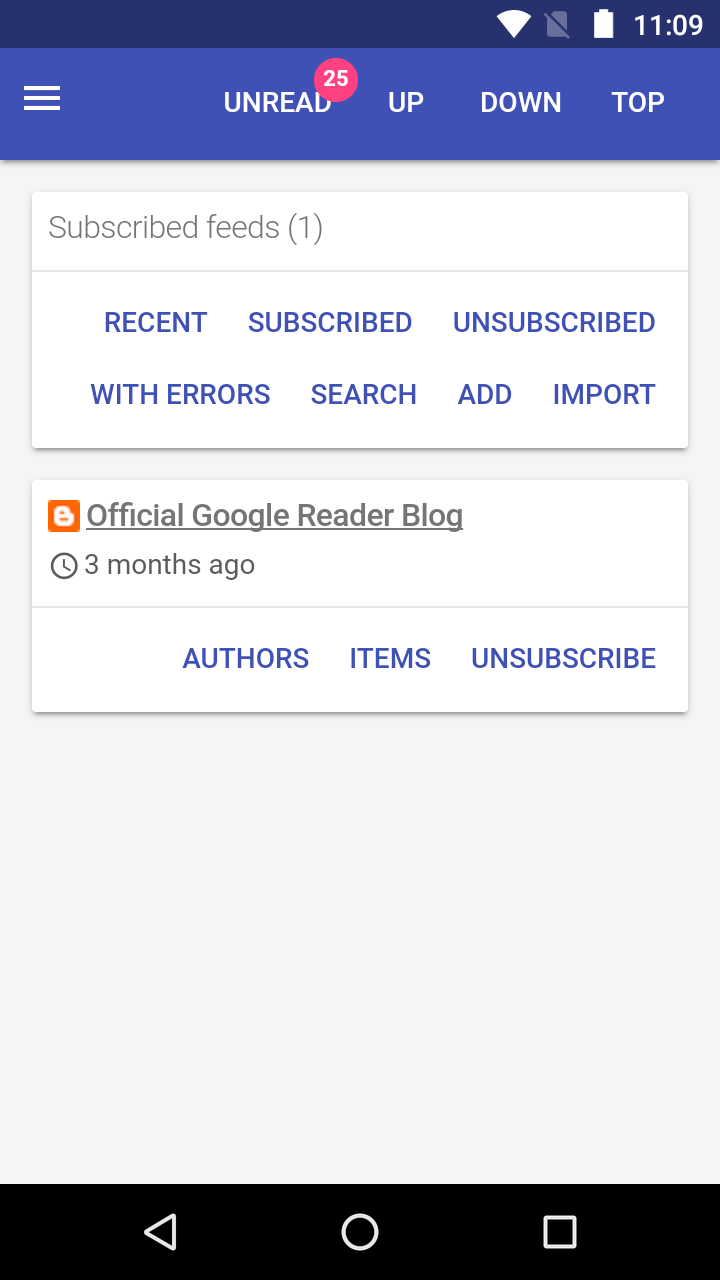 11:09
UNREAD 25 UP DOWN TOP
Subscribed feeds (1)
RECENT SUBSCRIBED UNSUBSCRIBED
WITH ERRORS SEARCH ADD IMPORT
Official Google Reader Blog
3 months ago
AUTHORS ITEMS UNSUBSCRIBE